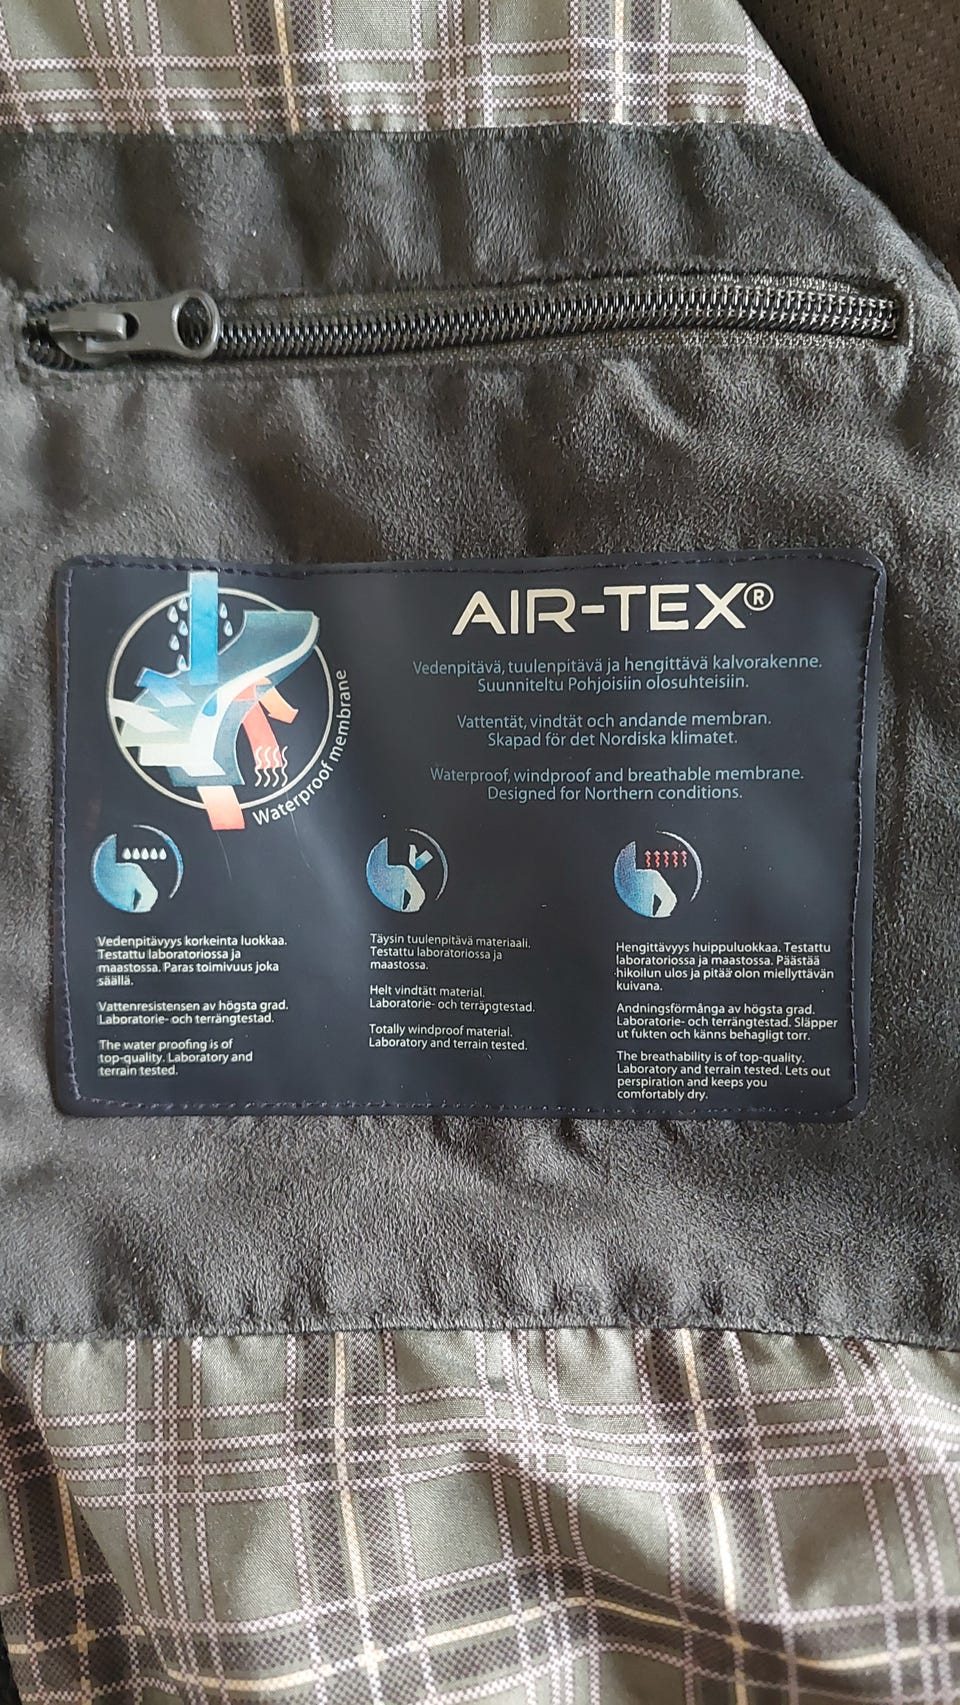 AIR-TEX®
Vedenpitävä, tuulenpitävä ja hengittävä kalvorakenne.
Suunniteltu Pohjoisiin olosuhteisiin.
Vattentät, vindtät och andande membran.
Skapad för det Nordiska klimatet.
Waterproof, windproof and breathable membrane.
Designed for Northern conditions.
Waterproof membrane
Vedenpitävyys korkeinta luokkaa.
Testattu laboratoriossa ja
maastossa. Paras toimivuus joka
säällä.
Vattenresistensen av högsta grad.
Laboratorie- och terrängtestad.
The water proofing is of
top-quality. Laboratory and
terrain tested.
Täysin tuulenpitävä materiaali.
Testattu laboratoriossa ja
maastossa.
Helt vindtätt material.
Laboratorie- och terrängtestad.
Totally windproof material.
Laboratory and terrain tested.
Hengittävyys huippuluokkaa. Testattu
laboratoriossa ja maastossa. Päästää
hikoilun ulos ja pitää olon miellyttävän
kuivana.
Andningsförmånga av högsta grad.
Laboratorie- och terrängtestad. Släpper
ut fukten och känns behagligt torr.
The breathability is of top-quality.
Laboratory and terrain tested. Lets out
perspiration and keeps you
comfortably dry.